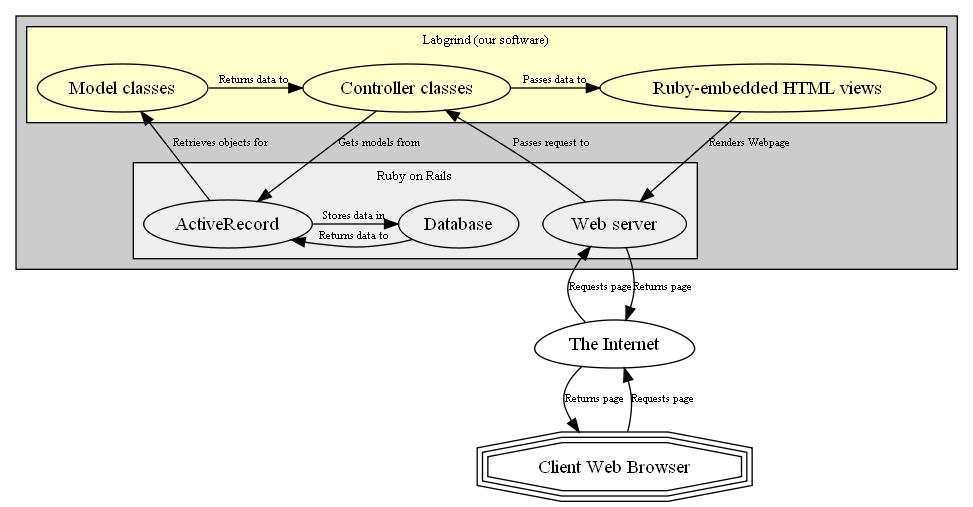 Labgrind (our software)
Model classes
Returns data to
Controller classes
Passes data to
Ruby-embedded HTML views
Retrieves objects for
Gets models from
Passes request to
Renders Webpage
Ruby on Rails
ActiveRecord
Stores data in
Returns data to
Database
Web server
Requests page
Returns page
The Internet
Returns page
Requests page
Client Web Browser